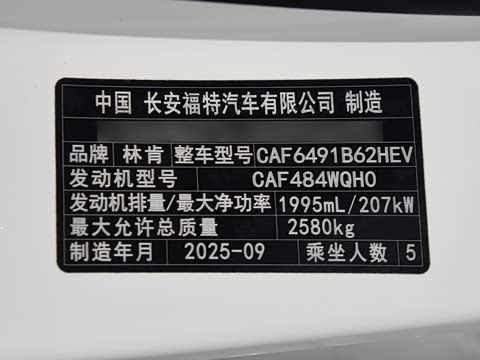 中国 长安福特汽车有限公司 制造
品牌 林肯 整车型号 CAF6491B62HEV
发动机型号 CAF484WQH0
发动机排量/最大净功率 1995mL/207kW
最大允许总质量 2580kg
制造年月 2025-09 乘坐人数 5